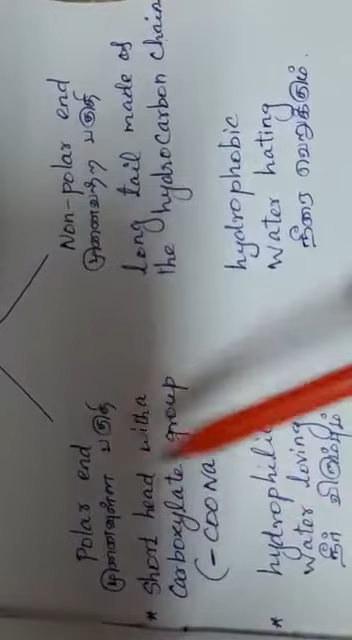 Polar end
முனைவுள்ள பகுதி
* Short head with a
Carboxylate group
(- COONa
* hydrophilic
Water loving
நீர் விரும்பும்
Non-polar end
முனைவற்ற பகுதி
Long tail made of
the hydrocarbon chain
hydrophobic
Water hating
நீரை வெறுக்கும்.